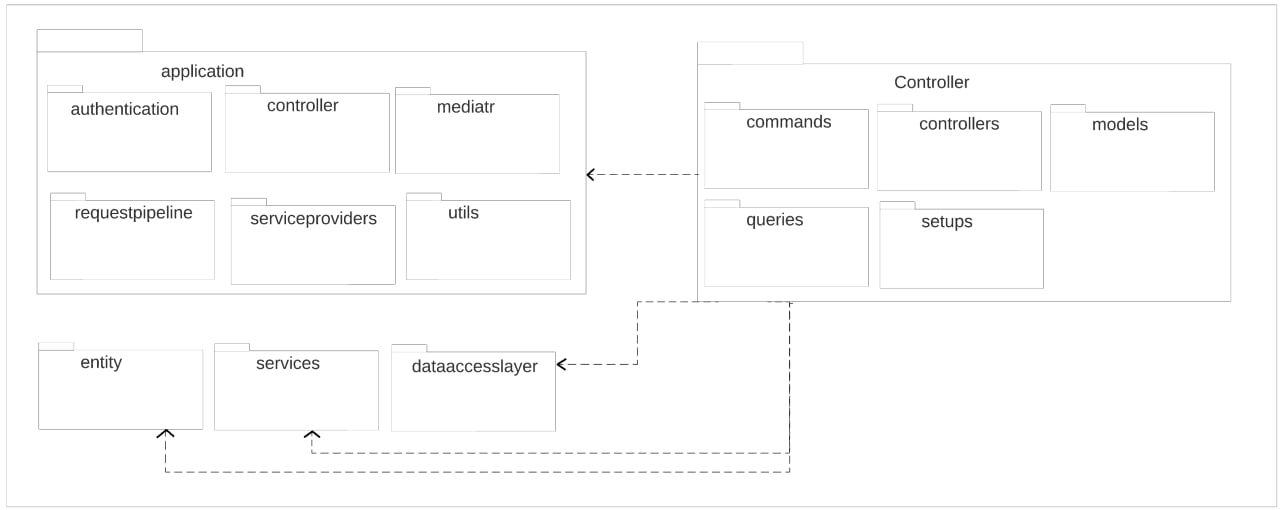 application
authentication
controller
mediatr
requestpipeline
serviceproviders
utils
Controller
commands
controllers
models
queries
setups
entity
services
dataaccesslayer